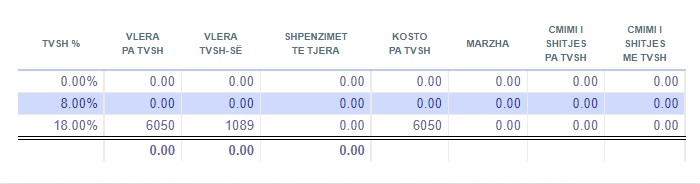 TVSH % VLERA PA TVSH VLERA TVSH-SË SHPENZIMET TE TJERA KOSTO PA TVSH MARZHA CMIMI I SHITJES PA TVSH CMIMI I SHITJES ME TVSH
0.00% 0.00 0.00 0.00 0.00 0.00 0.00 0.00
8.00% 0.00 0.00 0.00 0.00 0.00 0.00 0.00
18.00% 6050 1089 0.00 6050 0.00 0.00 0.00
0.00 0.00 0.00